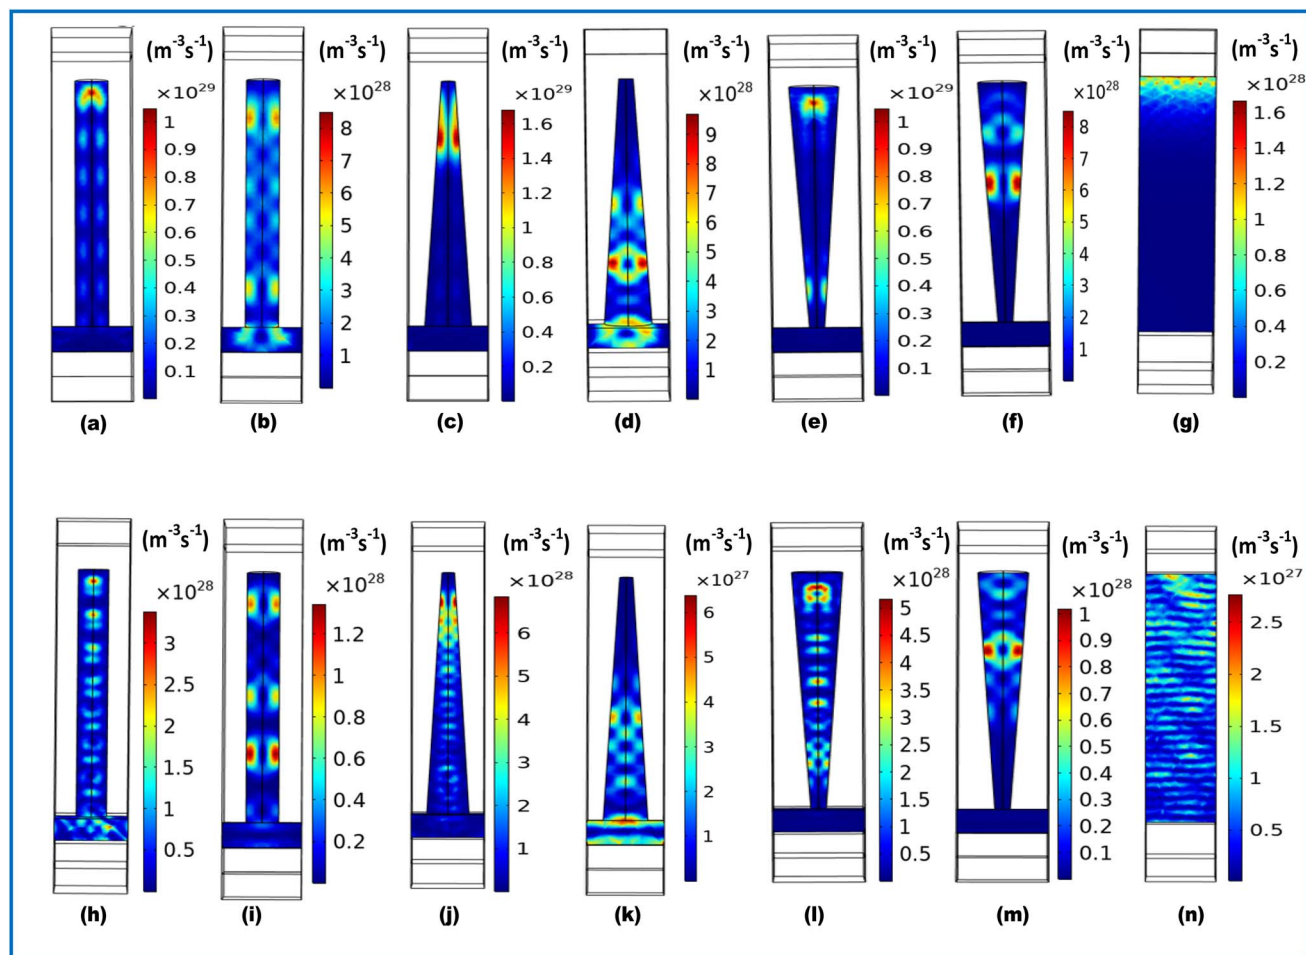 (m⁻³s⁻¹) (m⁻³s⁻¹) (m⁻³s⁻¹) (m⁻³s⁻¹) (m⁻³s⁻¹) (m⁻³s⁻¹) (m⁻³s⁻¹)
×10²⁹ ×10²⁸ ×10²⁹ ×10²⁸ ×10²⁹ ×10²⁸ ×10²⁸
1 0.9 0.8 0.7 0.6 0.5 0.4 0.3 0.2 0.1
8 7 6 5 4 3 2 1
1.6 1.4 1.2 1 0.8 0.6 0.4 0.2
9 8 7 6 5 4 3 2 1
1 0.9 0.8 0.7 0.6 0.5 0.4 0.3 0.2 0.1
8 7 6 5 4 3 2 1
1.6 1.4 1.2 1 0.8 0.6 0.4 0.2
(a) (b) (c) (d) (e) (f) (g)
(m⁻³s⁻¹) (m⁻³s⁻¹) (m⁻³s⁻¹) (m⁻³s⁻¹) (m⁻³s⁻¹) (m⁻³s⁻¹) (m⁻³s⁻¹)
×10²⁸ ×10²⁸ ×10²⁸ ×10²⁷ ×10²⁸ ×10²⁸ ×10²⁷
3 2.5 2 1.5 1 0.5
1.2 1 0.8 0.6 0.4 0.2
6 5 4 3 2 1
6 5 4 3 2 1
5 4.5 4 3.5 3 2.5 2 1.5 1 0.5
1 0.9 0.8 0.7 0.6 0.5 0.4 0.3 0.2 0.1
2.5 2 1.5 1 0.5
(h) (i) (j) (k) (l) (m) (n)